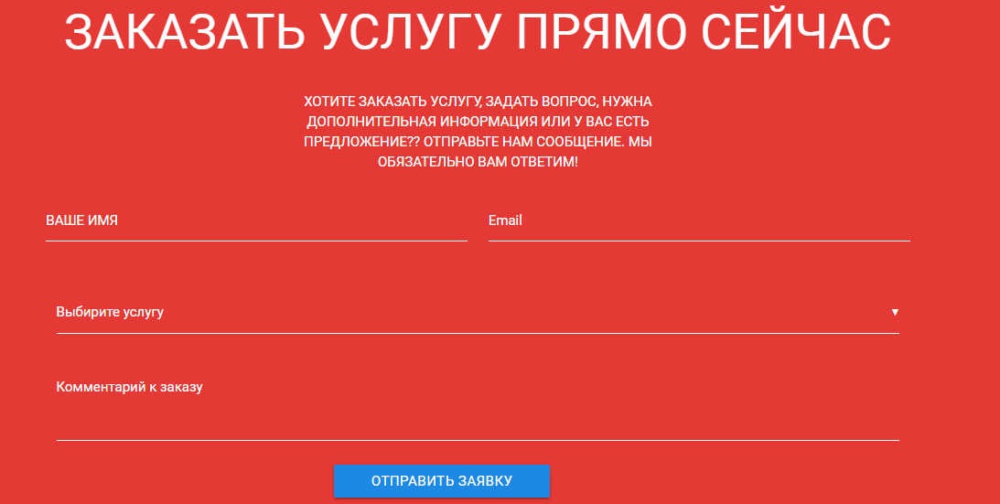 ЗАКАЗАТЬ УСЛУГУ ПРЯМО СЕЙЧАС
ХОТИТЕ ЗАКАЗАТЬ УСЛУГУ, ЗАДАТЬ ВОПРОС, НУЖНА
ДОПОЛНИТЕЛЬНАЯ ИНФОРМАЦИЯ ИЛИ У ВАС ЕСТЬ
ПРЕДЛОЖЕНИЕ?? ОТПРАВЬТЕ НАМ СООБЩЕНИЕ. МЫ
ОБЯЗАТЕЛЬНО ВАМ ОТВЕТИМ!
ВАШЕ ИМЯ
Email
Выбирите услугу
Комментарий к заказу
ОТПРАВИТЬ ЗАЯВКУ